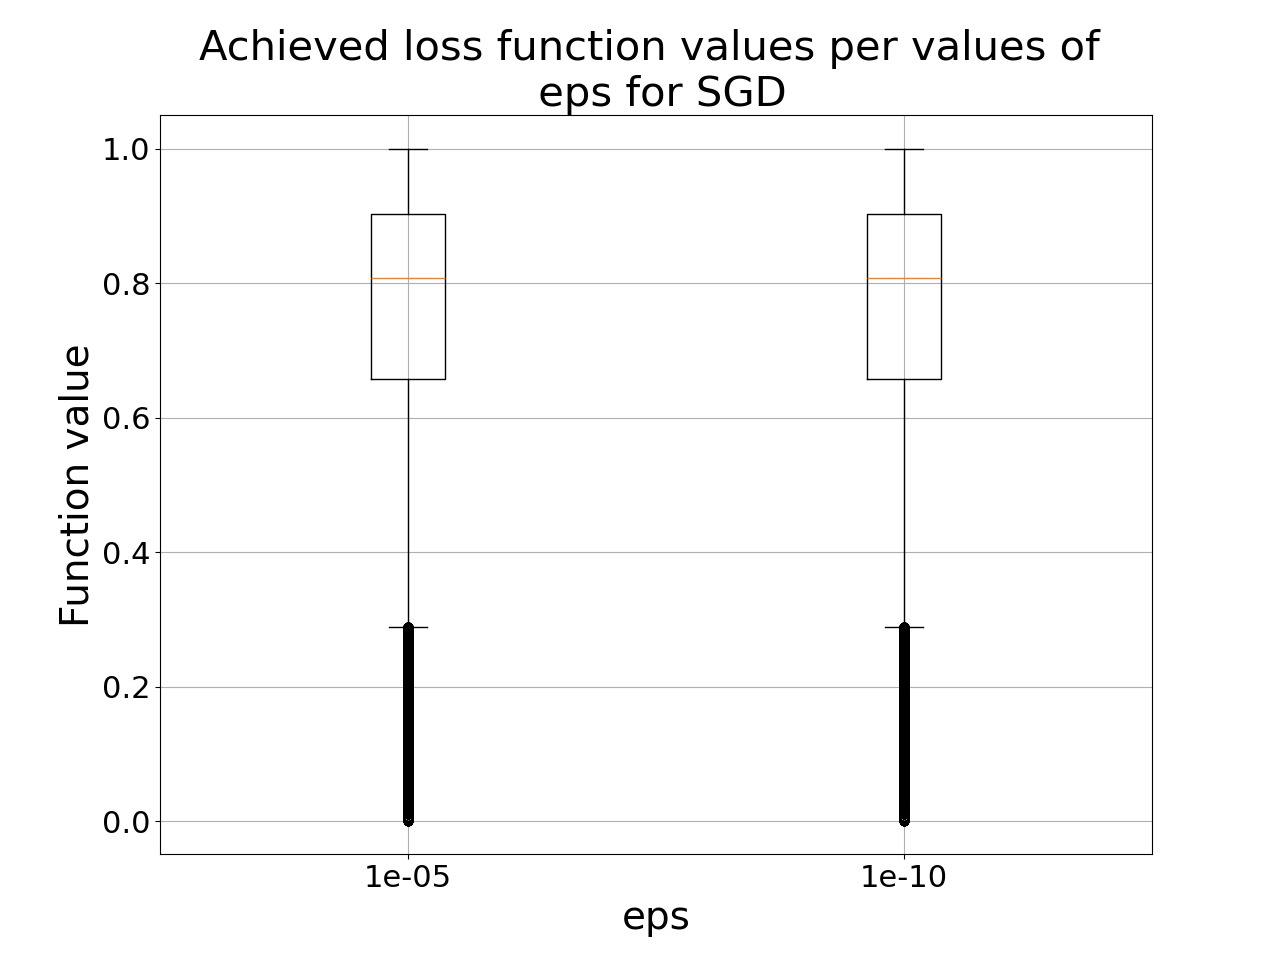 Achieved loss function values per values of
eps for SGD
Function value
1.0
0.8
0.6
0.4
0.2
0.0
1e-05
1e-10
eps